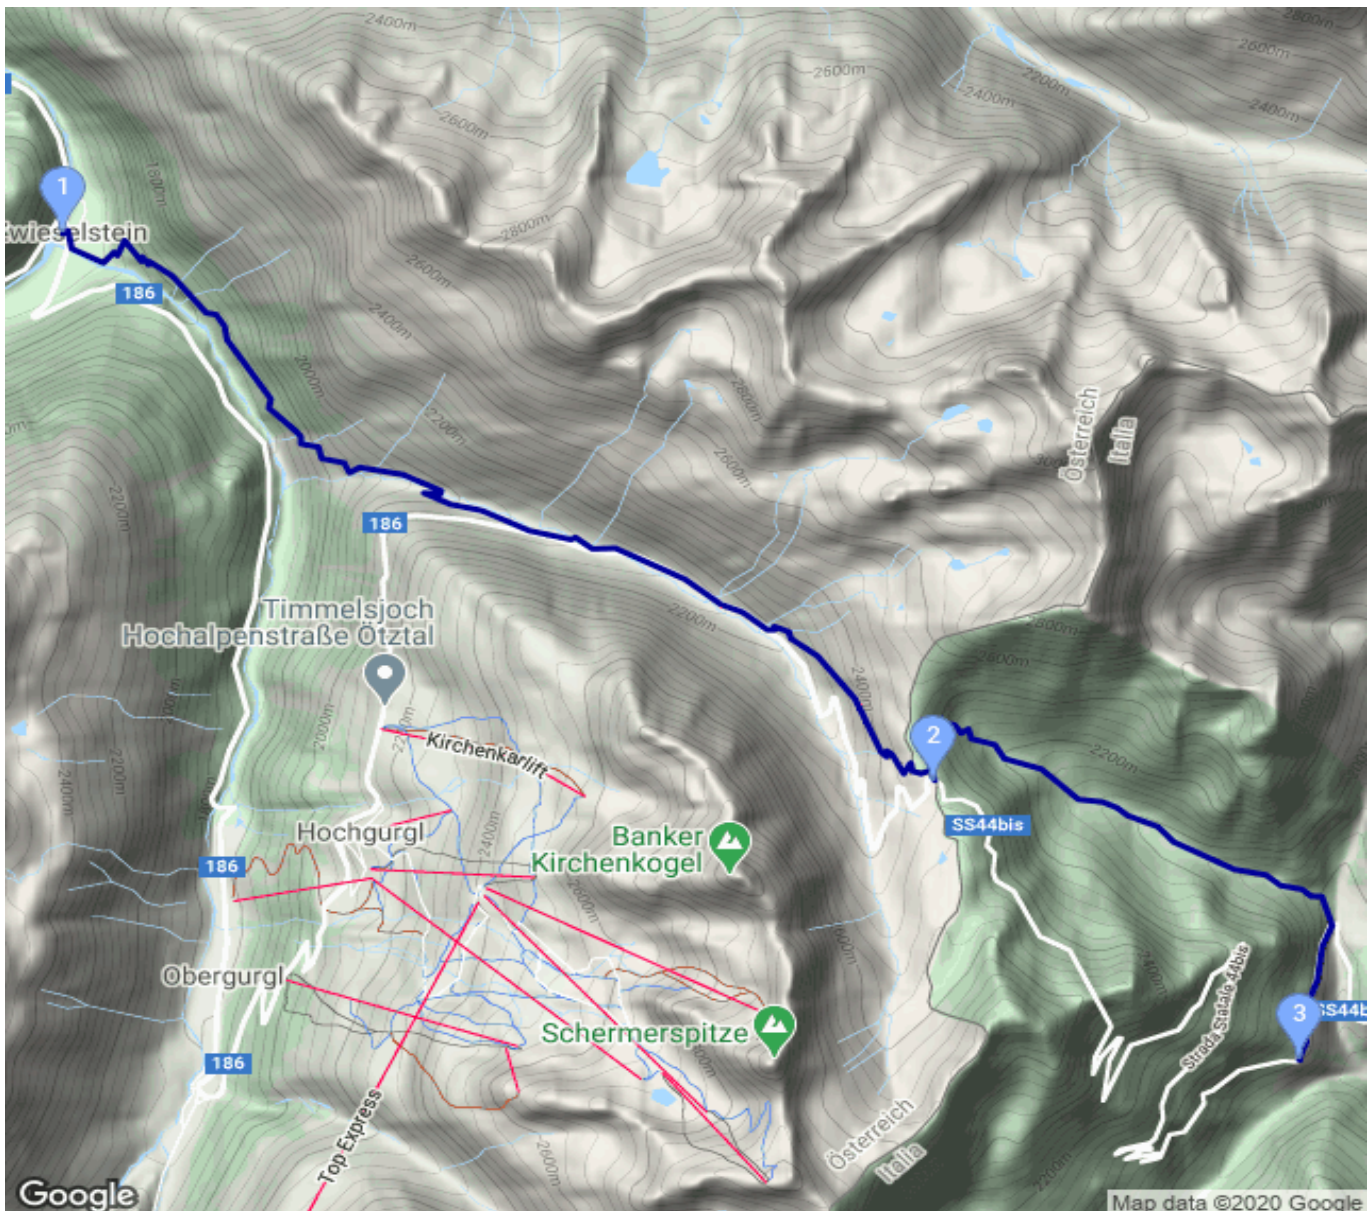 2400m
2400m
2800m
2600m
2600m
2600m
2200m
2400m
2400m
1800m
1
Zwieselstein
2800m
186
2600m
2400m
2000m
2200m
2800m
2600m
Österreich
Italia
2200m
186
Timmelsjoch
Hochalpenstraße Ötztal
2200m
2800m
2600m
2400m
2000m
2200m
2
Kirchenkarlift
2200m
2400m
2200m
Hochgurgl
2400m
Banker
Kirchenkogel
SS44bis
186
2600m
Obergurgl
2400m
Strada Statale 44bis
3
SS44b
Schermerspitze
186
Top Express
2600m
Österreich
Italia
2200m
Google
Map data ©2020 Google